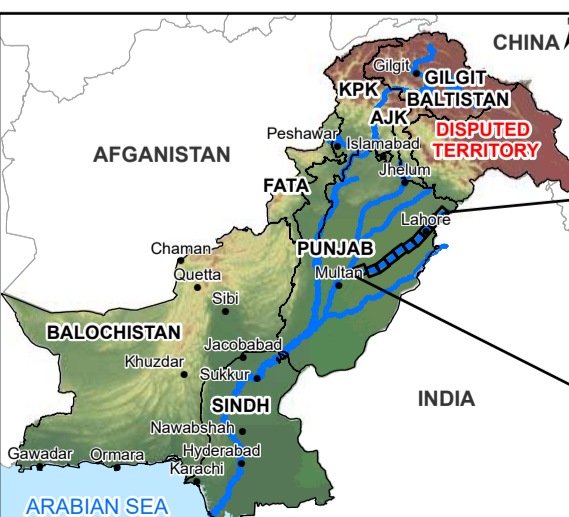 CHINA
Gilgit
GILGIT
BALTISTAN
KPK
AJK
DISPUTED
TERRITORY
Peshawar
Islamabad
AFGANISTAN
Jhelum
FATA
Lahore
PUNJAB
Chaman
Multan
Quetta
Sibi
BALOCHISTAN
Jacobabad
Khuzdar
Sukkur
INDIA
SINDH
Nawabshah
Gawadar
Ormara
Hyderabad
Karachi
ARABIAN SEA